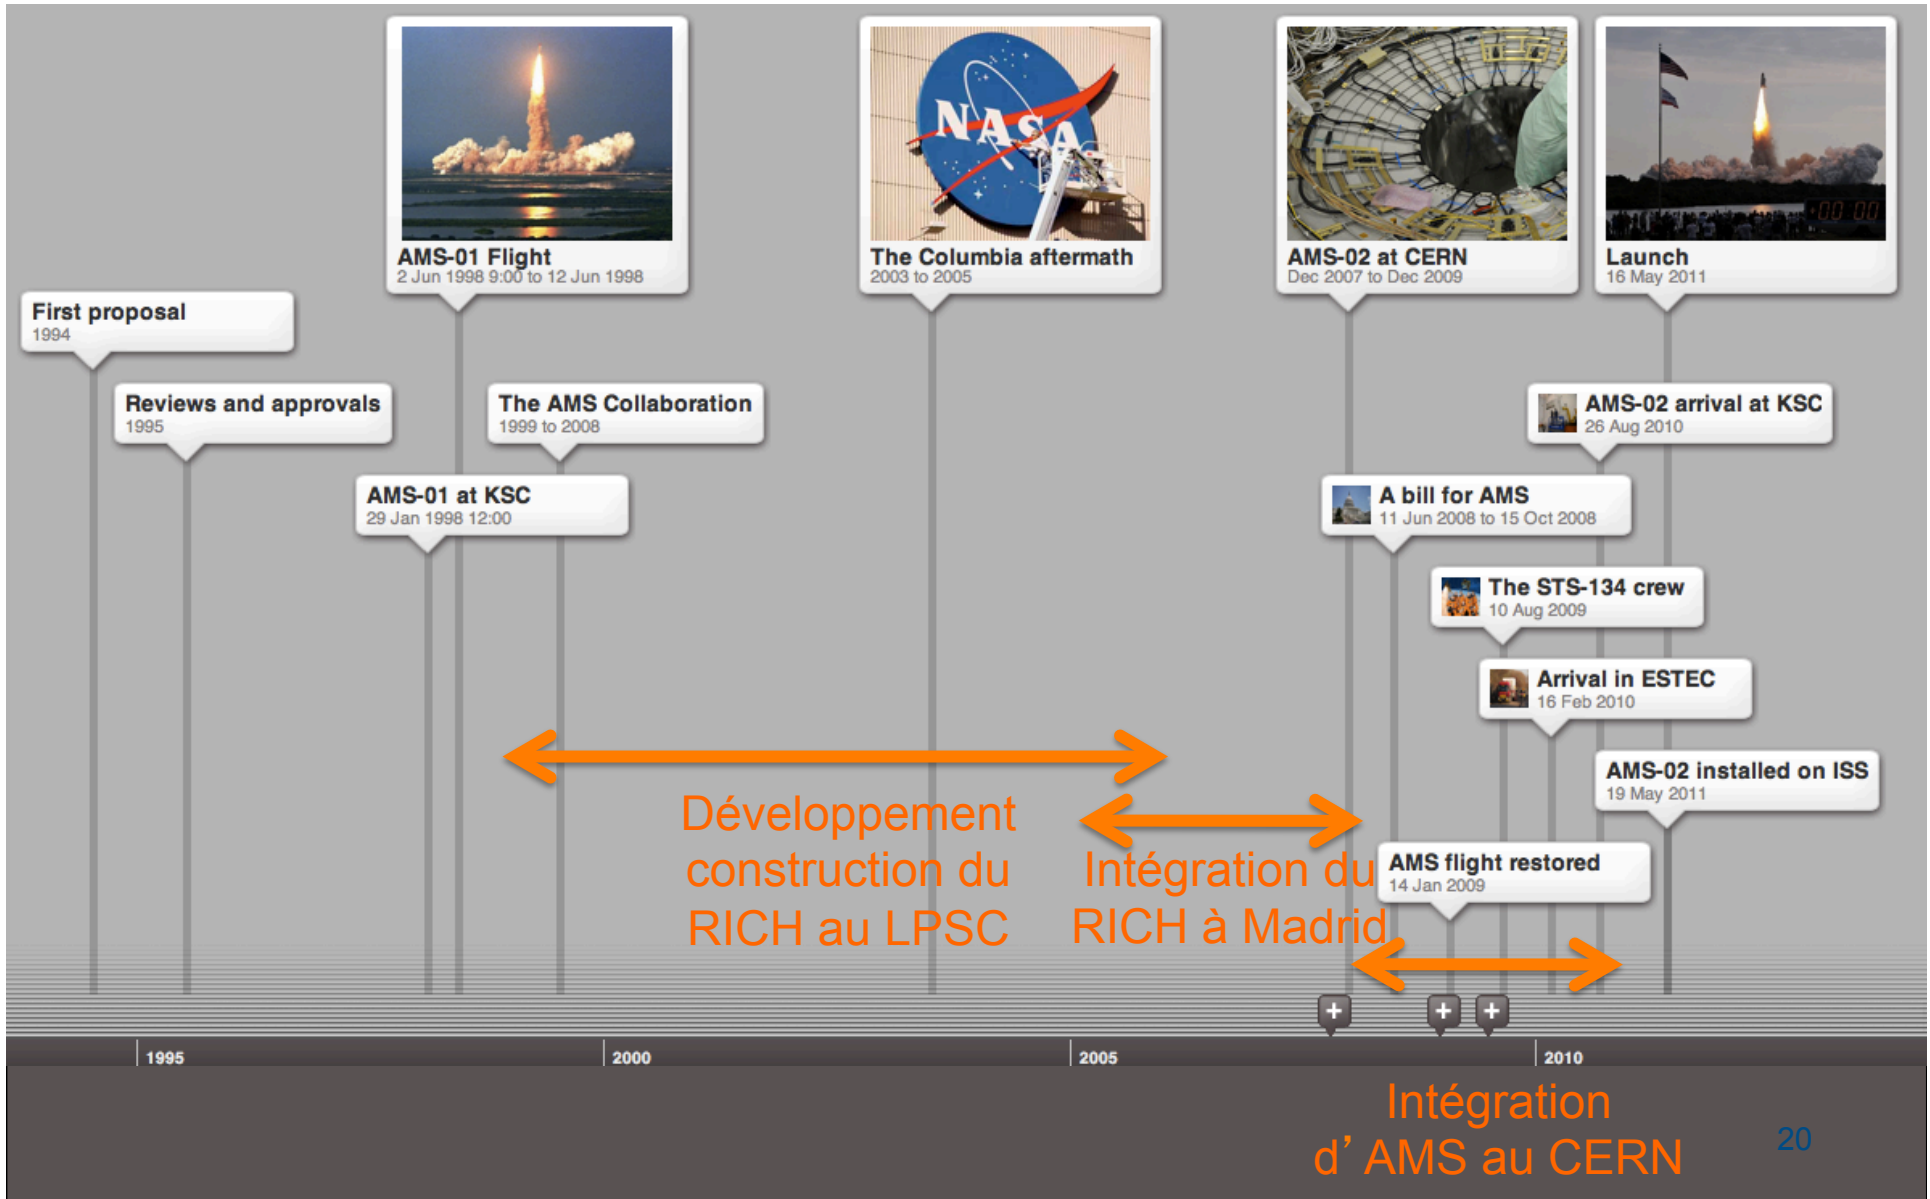 NASA
00 00
AMS-01 Flight
2 Jun 1998 9:00 to 12 Jun 1998
The Columbia aftermath
2003 to 2005
AMS-02 at CERN
Dec 2007 to Dec 2009
Launch
16 May 2011
First proposal
1994
Reviews and approvals
1995
The AMS Collaboration
1999 to 2008
AMS-02 arrival at KSC
26 Aug 2010
AMS-01 at KSC
29 Jan 1998 12:00
A bill for AMS
11 Jun 2008 to 15 Oct 2008
The STS-134 crew
10 Aug 2009
Arrival in ESTEC
16 Feb 2010
AMS-02 installed on ISS
19 May 2011
Développement
construction du
RICH au LPSC
Intégration du
RICH à Madrid
AMS flight restored
14 Jan 2009
+ + +
1995 2000 2005 2010
Intégration
d’ AMS au CERN
20